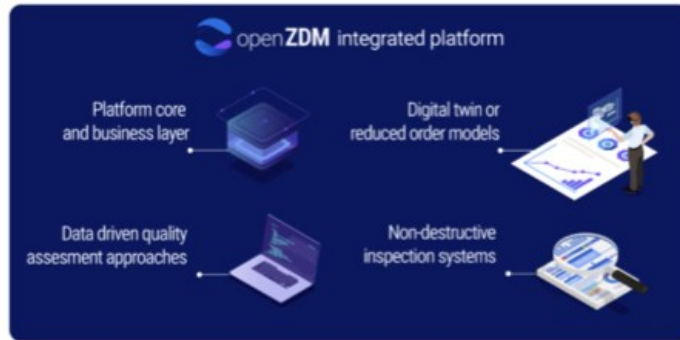 openZDM integrated platform
Platform core
and business layer
Digital twin or
reduced order models
Data driven quality
assesment approaches
Non-destructive
inspection systems